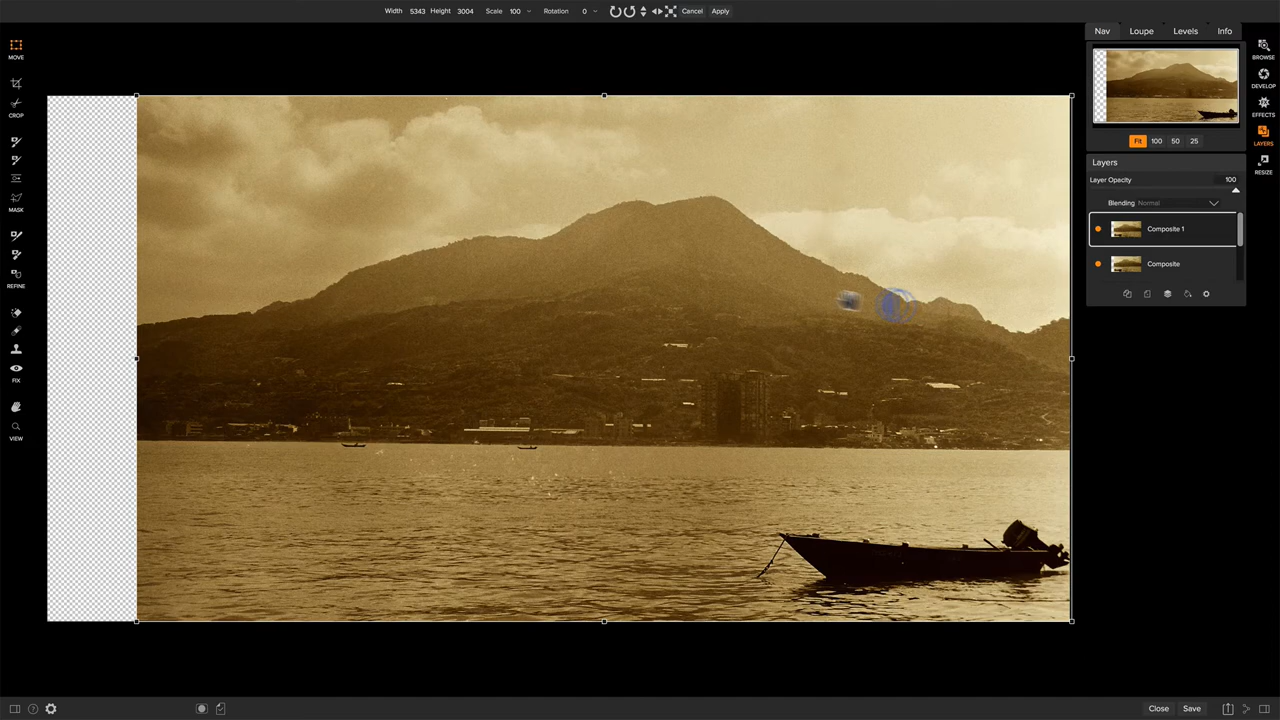 Width 5343 Height 3004 Scale 100 Rotation 0 Cancel Apply
Nav Loupe Levels Info
MOVE
CROP
MASK
REFINE
FIX
VIEW
Fit 100 50 25
Layers
Layer Opacity 100
Blending Normal
Composite 1
Composite
BROWSE
DEVELOP
EFFECTS
LAYERS
RESIZE
? Close Save